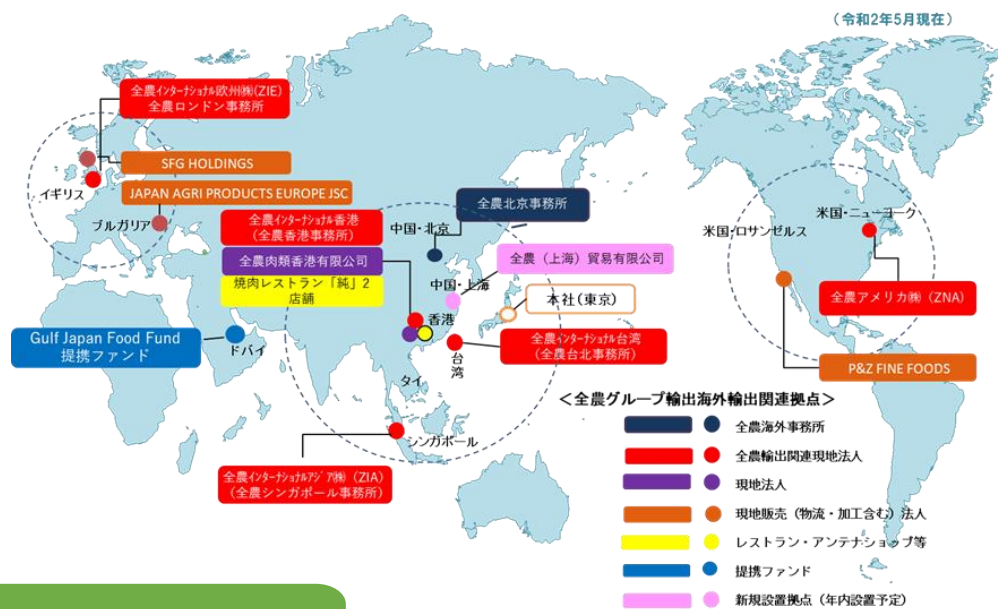 (令和2年5月現在)
全農インターナショナル欧州㈱(ZIE)
全農ロンドン事務所
SFG HOLDINGS
イギリス
JAPAN AGRI PRODUCTS EUROPE JSC
ブルガリア
全農インターナショナル香港
(全農香港事務所)
中国・北京
全農北京事務所
全農肉類香港有限公司
焼肉レストラン「純」2
店舗
全農（上海）貿易有限公司
中国・上海
本社(東京)
香港
Gulf Japan Food Fund
提携ファンド
ドバイ
全農インターナショナル台湾
(全農台北事務所)
台湾
タイ
シンガポール
全農インターナショナルアジア㈱ (ZIA)
(全農シンガポール事務所)
米国・ニューヨーク
米国・ロサンゼルス
全農アメリカ㈱ (ZNA)
P&Z FINE FOODS
＜全農グループ輸出海外輸出関連拠点＞
全農海外事務所
全農輸出関連現地法人
現地法人
現地販売（物流・加工含む）法人
レストラン・アンテナショップ等
提携ファンド
新規設置拠点（年内設置予定）